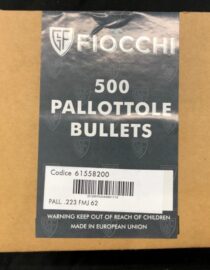 GFL FIOCCHI
500
PALLOTTOLE
BULLETS
Codice 61558200
PALL. .223 FMJ 62
WARNING KEEP OUT OF REACH OF CHILDREN
MADE IN EUROPEAN UNION